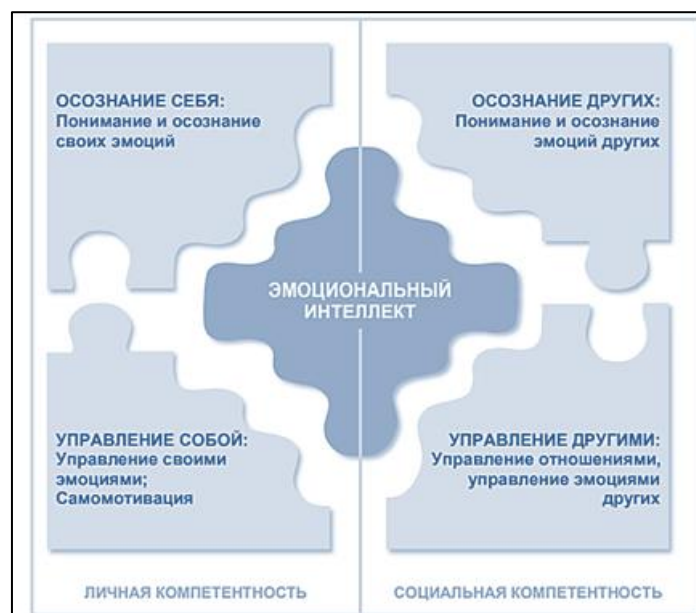 ОСОЗНАНИЕ СЕБЯ:
Понимание и осознание
своих эмоций
ОСОЗНАНИЕ ДРУГИХ:
Понимание и осознание
эмоций других
ЭМОЦИОНАЛЬНЫЙ
ИНТЕЛЛЕКТ
УПРАВЛЕНИЕ СОБОЙ:
Управление своими
эмоциями;
Самомотивация
УПРАВЛЕНИЕ ДРУГИМИ:
Управление отношениями,
управление эмоциями
других
ЛИЧНАЯ КОМПЕТЕНТНОСТЬ
СОЦИАЛЬНАЯ КОМПЕТЕНТНОСТЬ